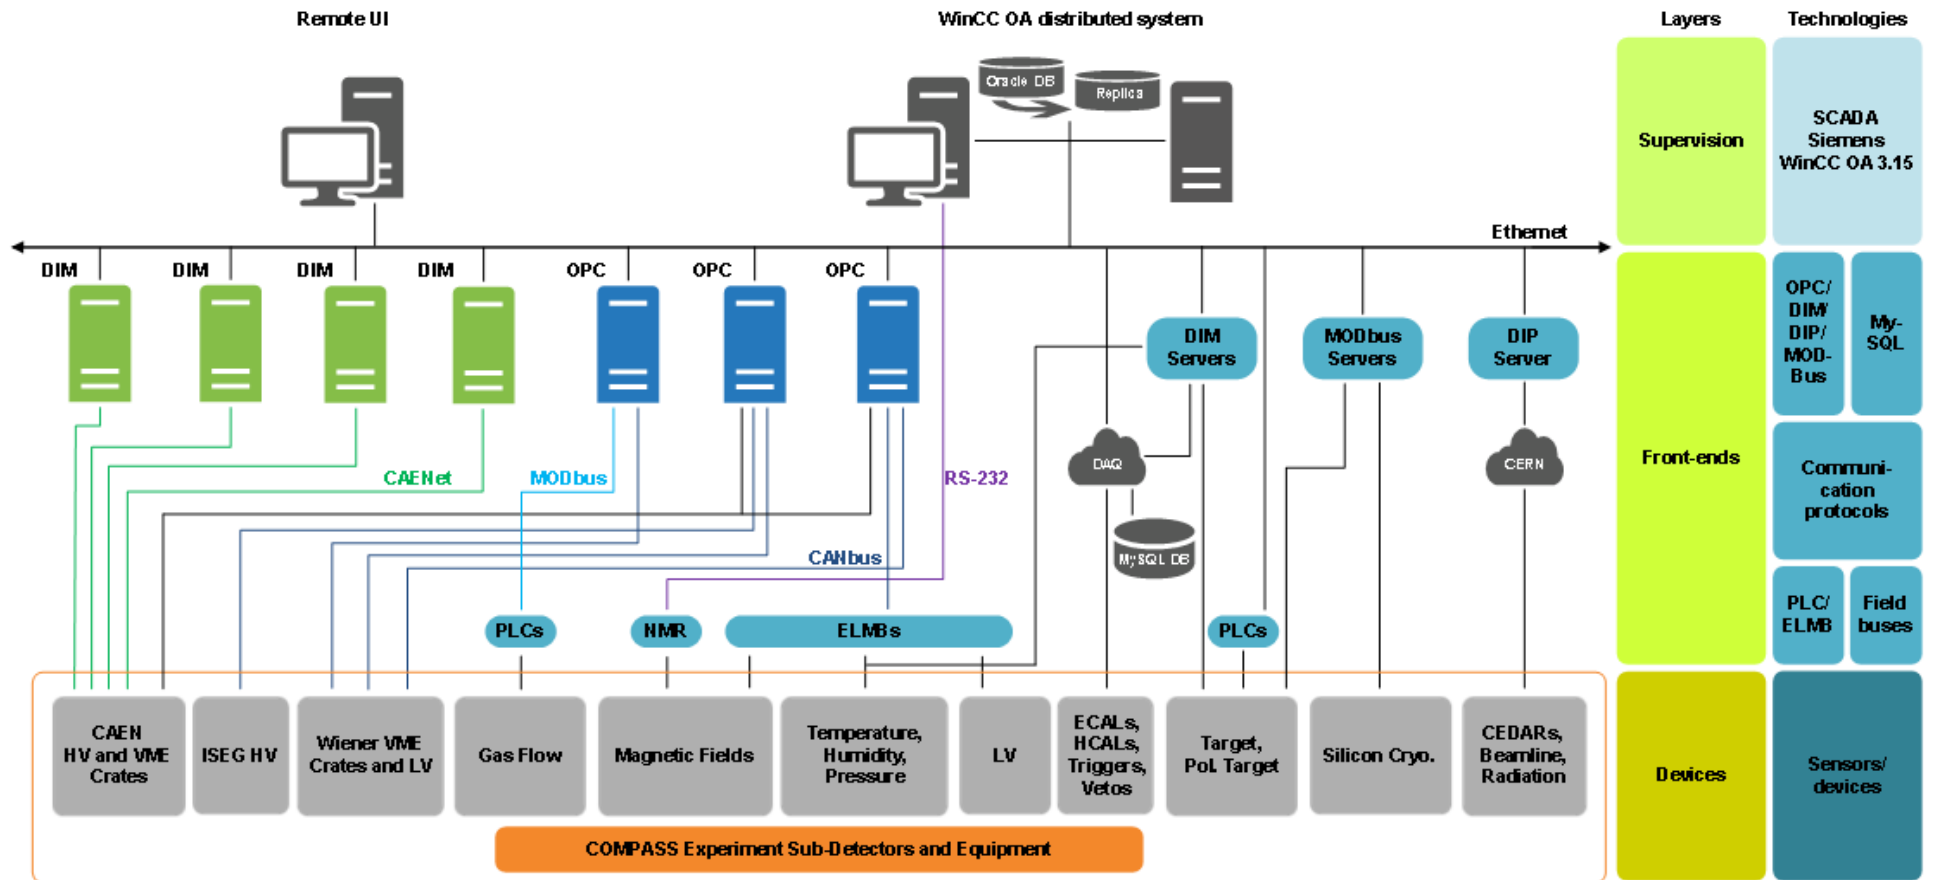 Remote UI
WinCC OA distributed system
Layers
Technologies
Oracle DB
Replica
Supervision
SCADA
Siemens
WinCC OA 3.15
Ethernet
DIM
DIM
DIM
DIM
OPC
OPC
OPC
DIM
Servers
MODbus
Servers
DIP
Server
OPC/
DIM/
DIP/
MOD-
Bus
My-
SQL
Front-ends
DAQ
CERN
CAENet
MODbus
RS-232
Communi-
cation
protocols
MySQL DB
CANbus
PLCs
NMR
ELMBs
PLCs
PLC/
ELMB
Field
buses
CAEN
HV and VME
Crates
ISEG HV
Wiener VME
Crates and LV
Gas Flow
Magnetic Fields
Temperature,
Humidity,
Pressure
LV
ECALs,
HCALs,
Triggers,
Vetos
Target,
Pol. Target
Silicon Cryo.
CEDARs,
Beamline,
Radiation
Devices
Sensors/
devices
COMPASS Experiment Sub-Detectors and Equipment